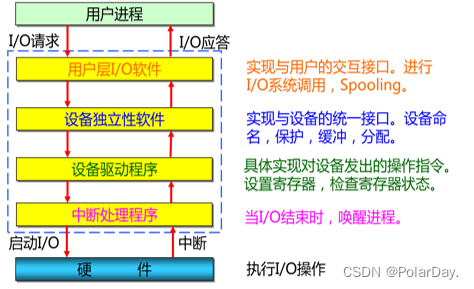 用户进程
I/O请求
I/O应答
用户层I/O软件
实现与用户的交互接口。进行
I/O系统调用，Spooling。
设备独立性软件
实现与设备的统一接口。设备命
名，保护，缓冲，分配。
设备驱动程序
具体实现对设备发出的操作指令。
设置寄存器，检查寄存器状态。
中断处理程序
当I/O结束时，唤醒进程。
启动I/O
中断
硬 件
执行I/O操作
CSDN @PolarDay.